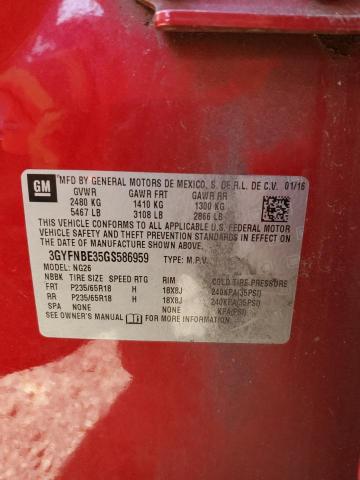 GM
MFD BY GENERAL MOTORS DE MEXICO, S. DE R.L. DE C.V. 01/16
GVWR GAWR FRT GAWR RR
2480 KG 1410 KG 1300 KG
5467 LB 3108 LB 2866 LB
THIS VEHICLE CONFORMS TO ALL APPLICABLE U.S. FEDERAL
VEHICLE SAFETY, BUMPER, AND
THEFT PREVENTION STANDARDS IN EFFECT ON
THE DATE OF MANUFACTURE SHOWN ABOVE.
3GYFNBE35GS586959 TYPE: M.P.V.
MODEL: NG26
NBBK TIRE SIZE SPEED RTG RIM COLD TIRE PRESSURE
FRT P235/65R18 H 18X8J 240KPA(35PSI)
RR P235/65R18 H 18X8J 240KPA(35PSI)
SPA NONE NONE KPA(PSI)
SEE OWNER'S MANUAL FOR MORE INFORMATION.